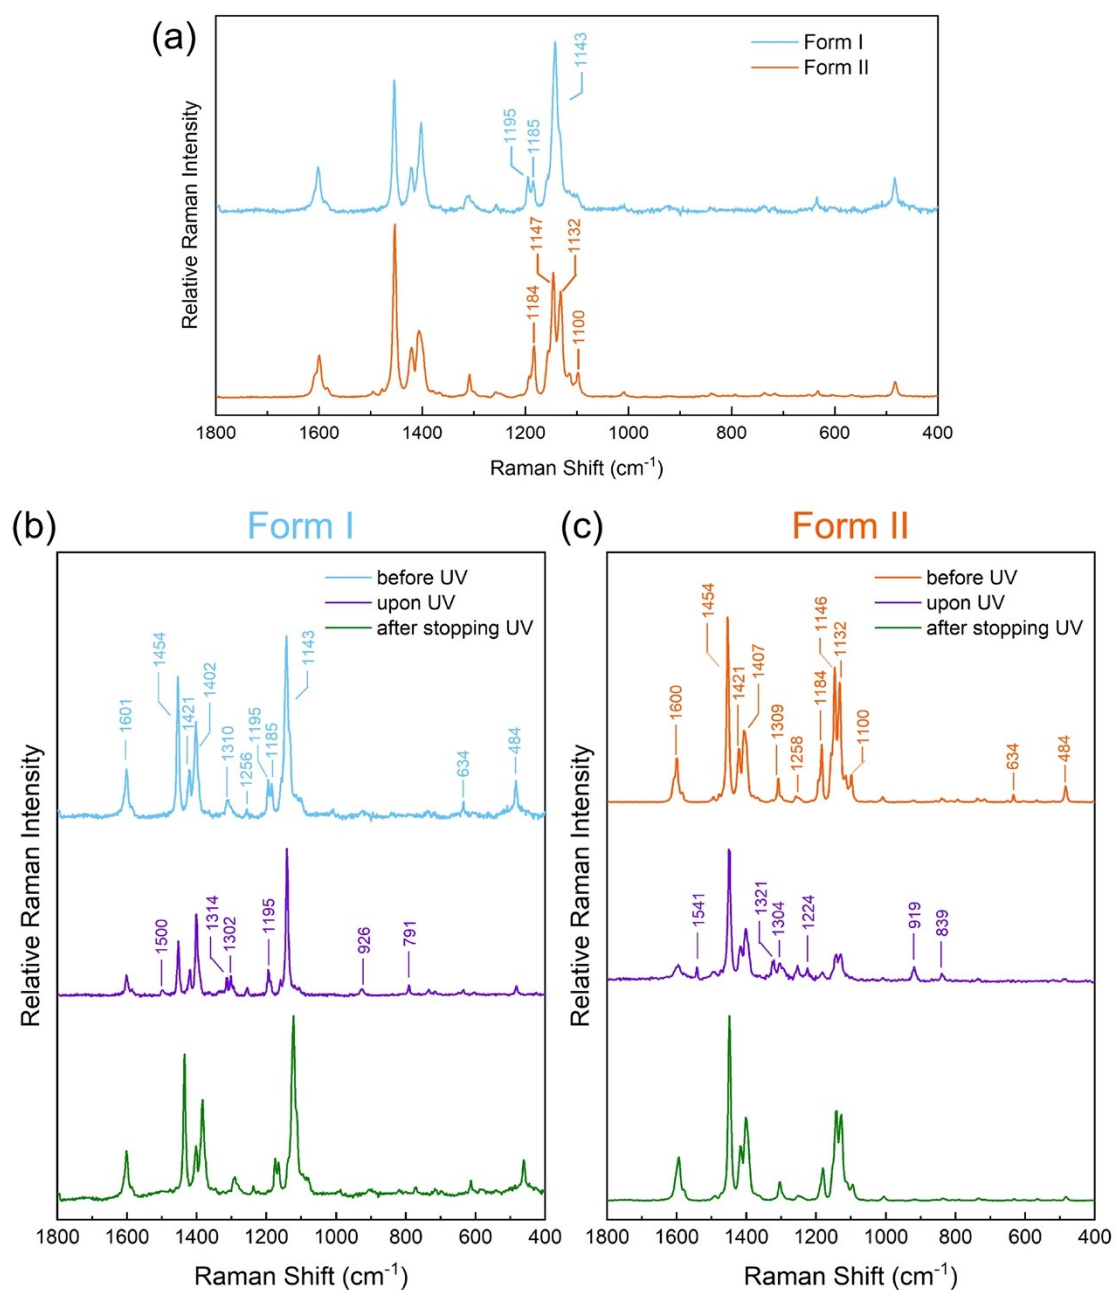 (a)
Form I
Form II
1195
1185
1143
1184
1147
1132
1100
Relative Raman Intensity
1800 1600 1400 1200 1000 800 600 400
Raman Shift (cm⁻¹)
(b) Form I
before UV
upon UV
after stopping UV
1601
1454
1421
1402
1310
1256
1195
1185
1143
634
484
1500
1314
1302
1195
926
791
Relative Raman Intensity
1800 1600 1400 1200 1000 800 600 400
Raman Shift (cm⁻¹)
(c) Form II
before UV
upon UV
after stopping UV
1600
1454
1421
1407
1309
1258
1184
1146
1132
1100
634
484
1541
1321
1304
1224
919
839
Relative Raman Intensity
1800 1600 1400 1200 1000 800 600 400
Raman Shift (cm⁻¹)